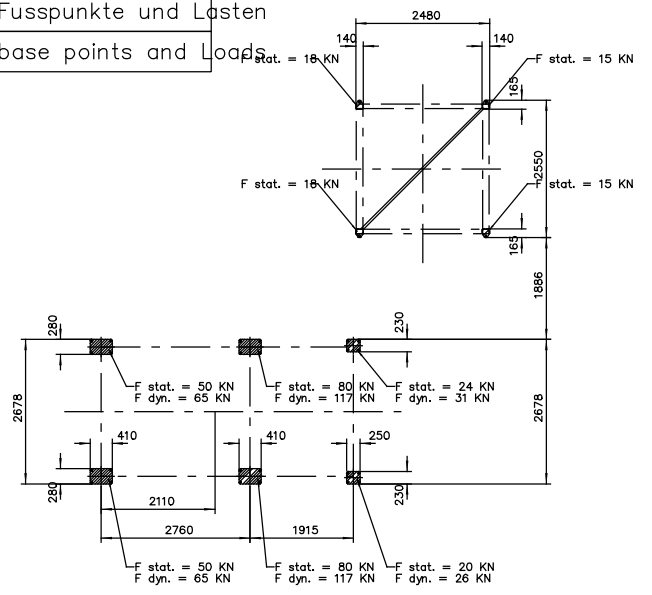 Fusspunkte und Lasten
base points and Loads
2480
140
140
F stat. = 18 KN
F stat. = 15 KN
165
2550
F stat. = 18 KN
F stat. = 15 KN
165
1886
280
230
F stat. = 50 KN
F dyn. = 65 KN
F stat. = 80 KN
F dyn. = 117 KN
F stat. = 24 KN
F dyn. = 31 KN
2678
2678
410
410
250
280
230
2110
2760
1915
F stat. = 50 KN
F dyn. = 65 KN
F stat. = 80 KN
F dyn. = 117 KN
F stat. = 20 KN
F dyn. = 26 KN